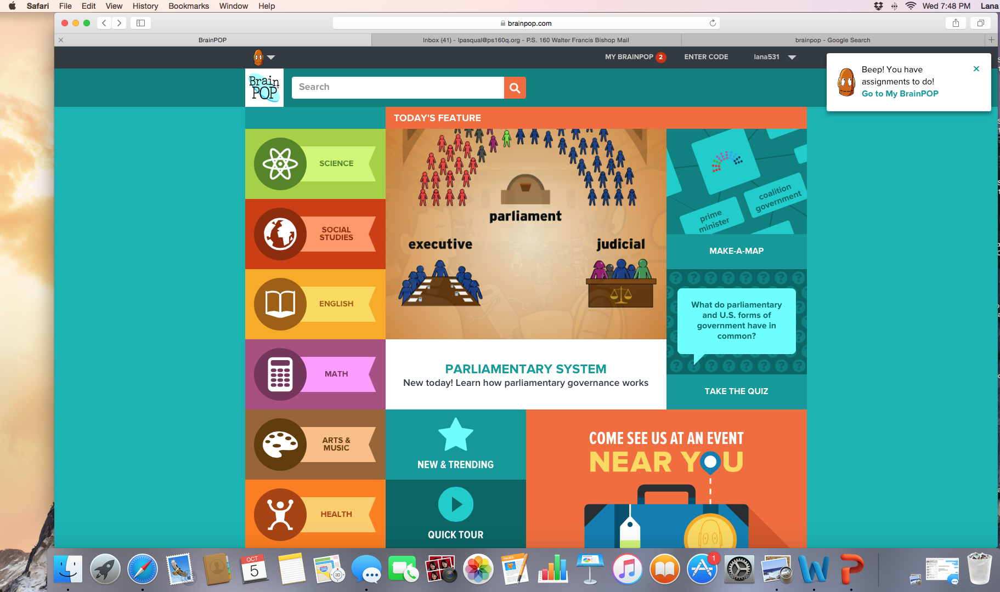 Safari File Edit View History Bookmarks Window Help Wed 7:48 PM Lana
brainpop.com
BrainPOP
Inbox (41) - lpasqual@ps160q.org - P.S. 160 Walter Francis Bishop Mail
brainpop - Google Search
MY BRAINPOP 2 ENTER CODE lana531
Beep! You have
assignments to do!
Go to My BrainPOP
Brain
POP
Search
TODAY'S FEATURE
SCIENCE
SOCIAL
STUDIES
ENGLISH
MATH
ARTS &
MUSIC
HEALTH
parliament
executive
judicial
coalition
government
prime
minister
MAKE-A-MAP
What do parliamentary
and U.S. forms of
government have in
common?
TAKE THE QUIZ
PARLIAMENTARY SYSTEM
New today! Learn how parliamentary governance works
NEW & TRENDING
QUICK TOUR
COME SEE US AT AN EVENT
NEAR YOU
OCT
5
3D
PAGES
1